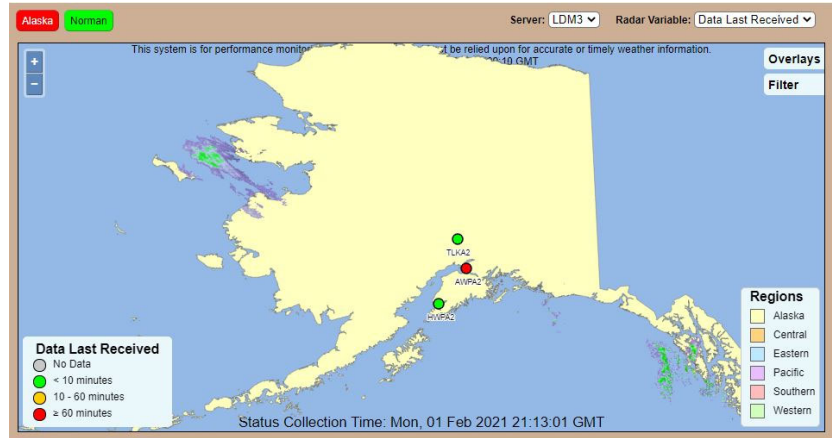 Alaska Norman Server: LDM3 Radar Variable: Data Last Received
This system is for performance monitor t be relied upon for accurate or timely weather information.
:10 GMT
+
-
Overlays
Filter
TLKA2
AWPA2
HWPA2
Data Last Received
No Data
< 10 minutes
10 - 60 minutes
≥ 60 minutes
Regions
Alaska
Central
Eastern
Pacific
Southern
Western
Status Collection Time: Mon, 01 Feb 2021 21:13:01 GMT